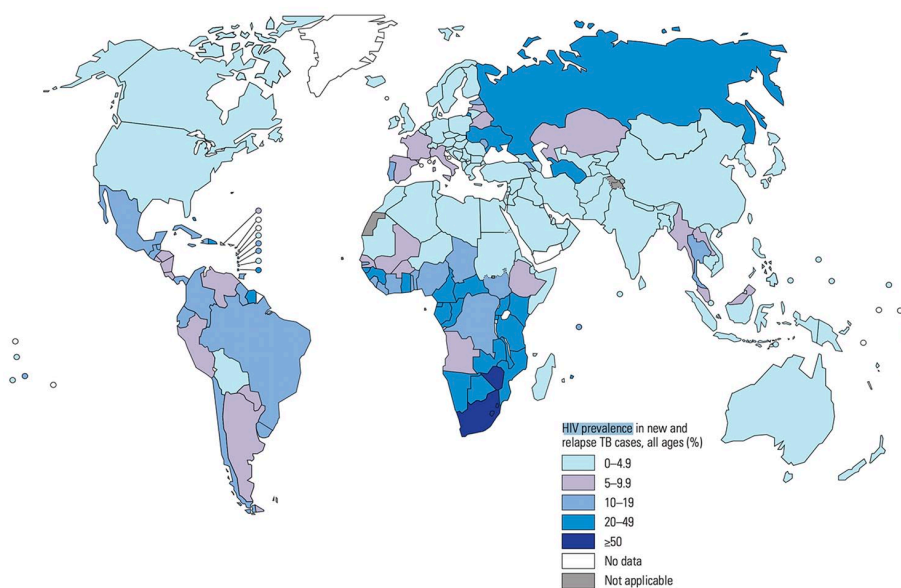 HIV prevalence in new and
relapse TB cases, all ages (%)
0–4.9
5–9.9
10–19
20–49
≥50
No data
Not applicable